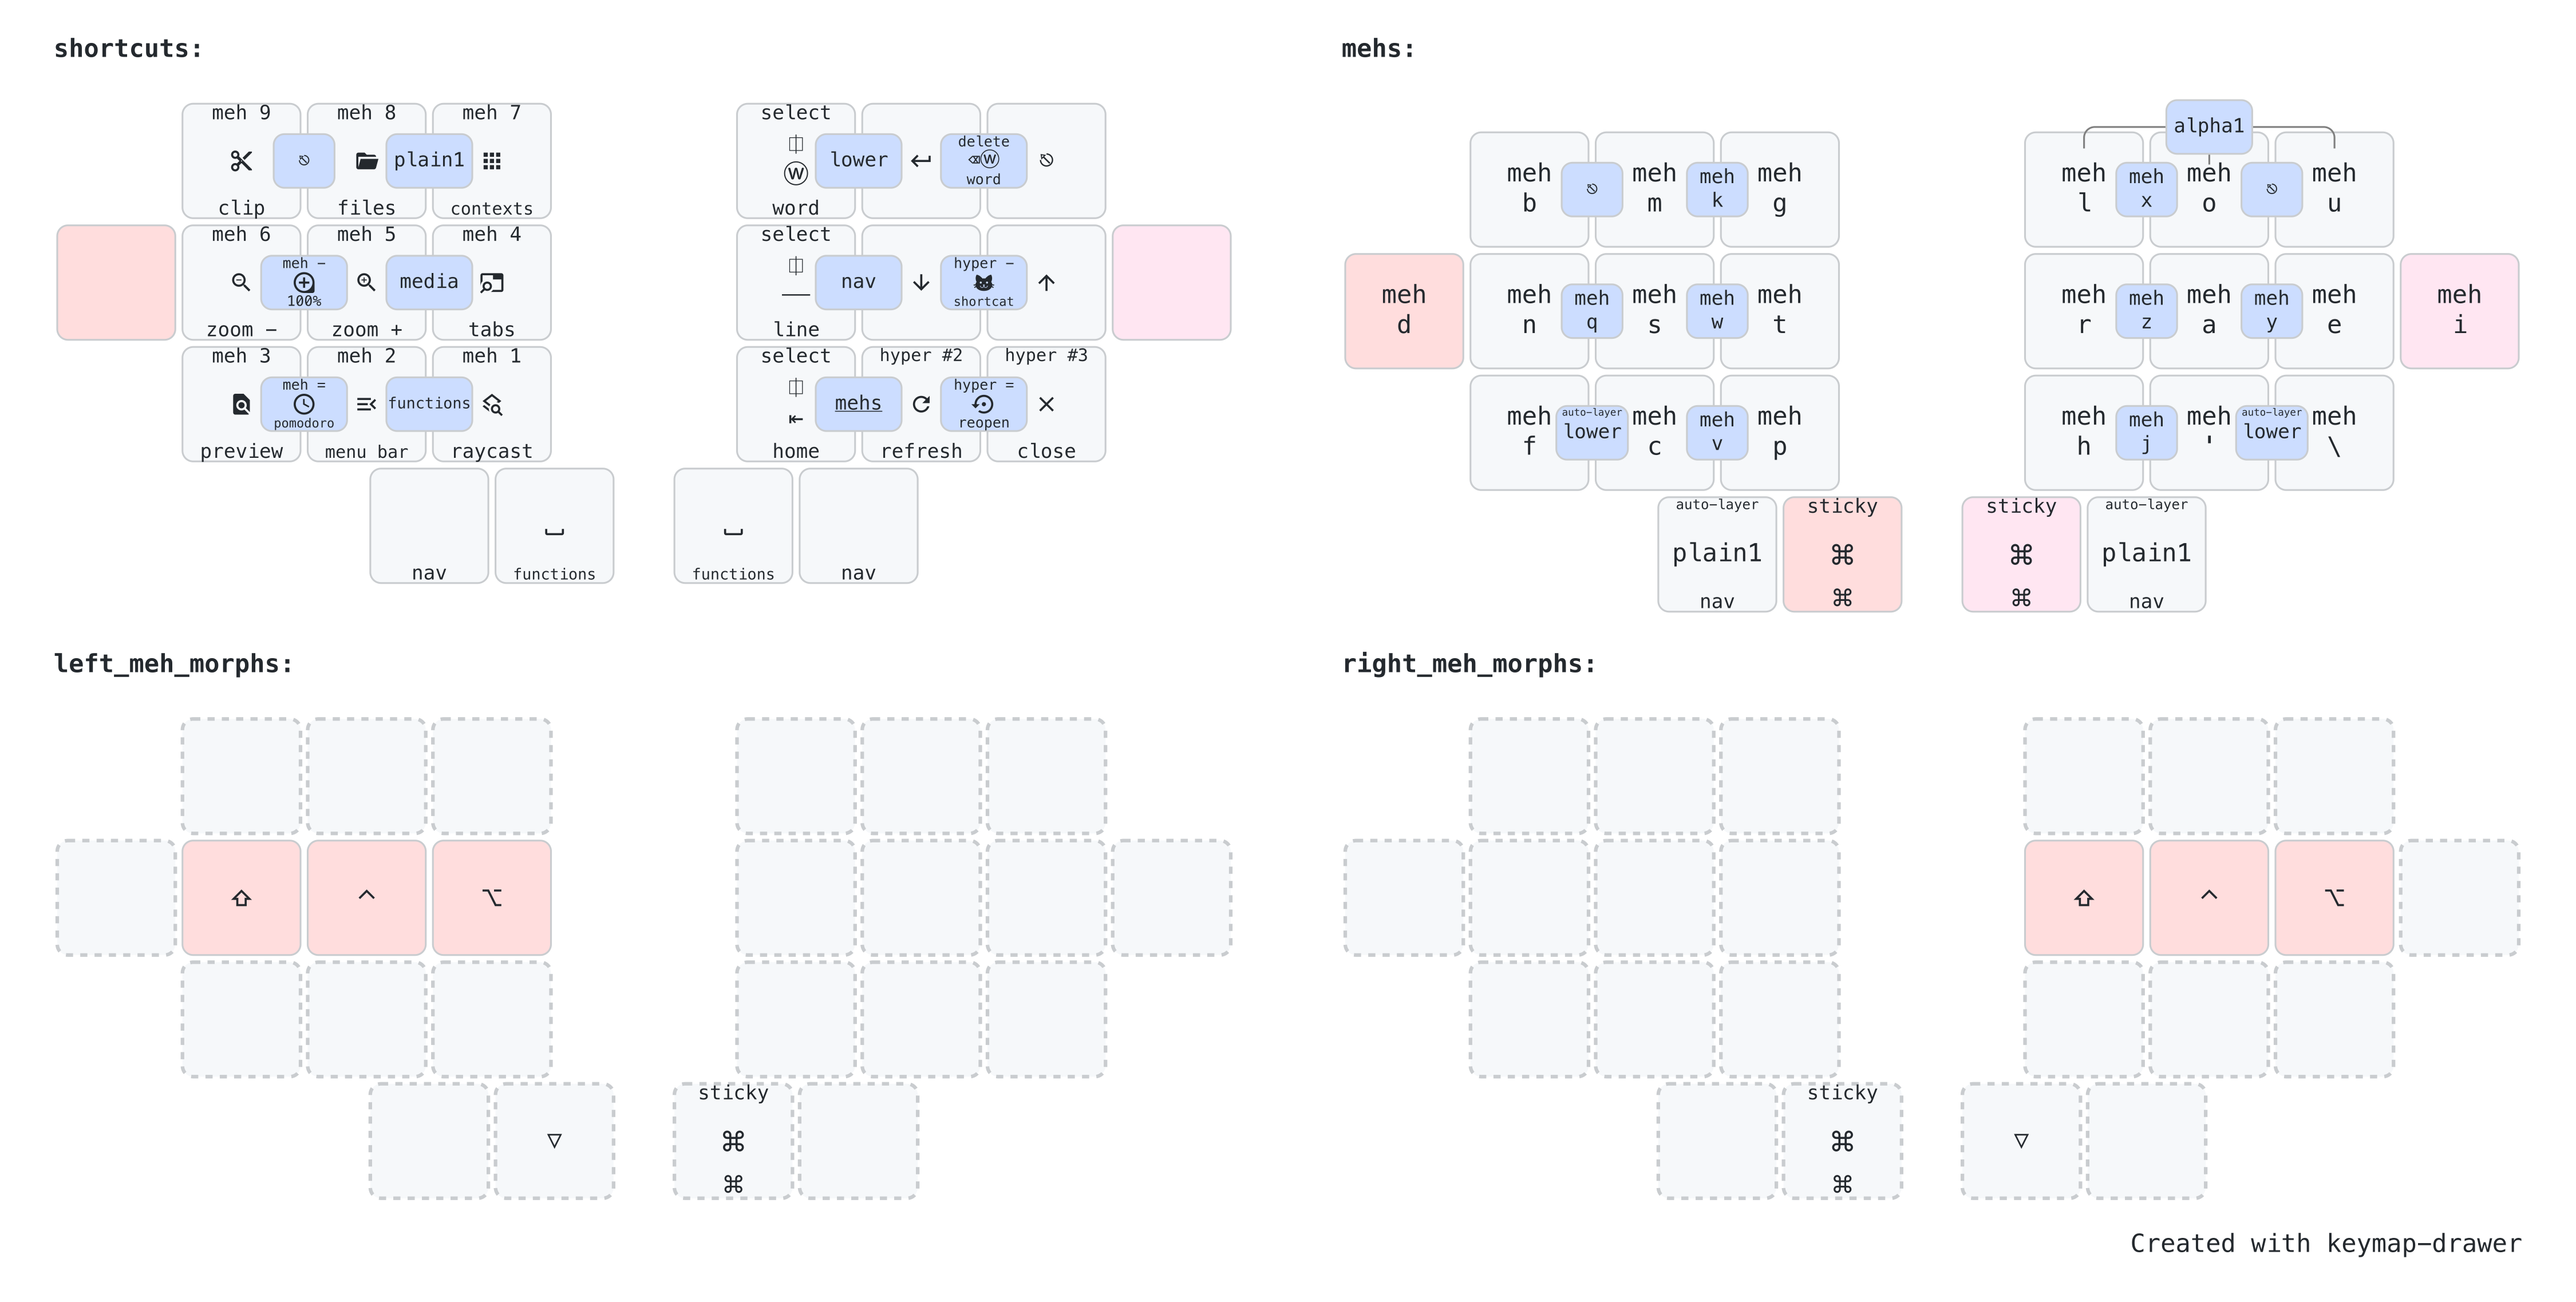 shortcuts:
meh 9 meh 8 meh 7
plain1
clip files contexts
select
lower
delete
⌫Ⓦ
word
Ⓦ
word
meh 6 meh 5 meh 4
meh -
100%
media
zoom - zoom + tabs
select
nav ↓
hyper -
shortcat
↑
line
meh 3 meh 2 meh 1
meh =
pomodoro
functions
preview menu bar raycast
select hyper #2 hyper #3
mehs
hyper =
reopen
home refresh close
nav functions functions nav
mehs:
alpha1
meh b
meh m
meh k
meh g
meh l
meh x
meh o
meh u
meh d
meh n
meh q
meh s
meh w
meh t
meh r
meh z
meh a
meh y
meh e
meh i
meh f
auto-layer
lower
meh c
meh v
meh p
meh h
meh j
meh '
auto-layer
lower
meh \
auto-layer
plain1
nav
sticky
⌘
⌘
sticky
⌘
⌘
auto-layer
plain1
nav
left_meh_morphs:
⇧ ^ ⌥
▽
sticky
⌘
⌘
right_meh_morphs:
⇧ ^ ⌥
sticky
⌘
⌘
▽
Created with keymap-drawer